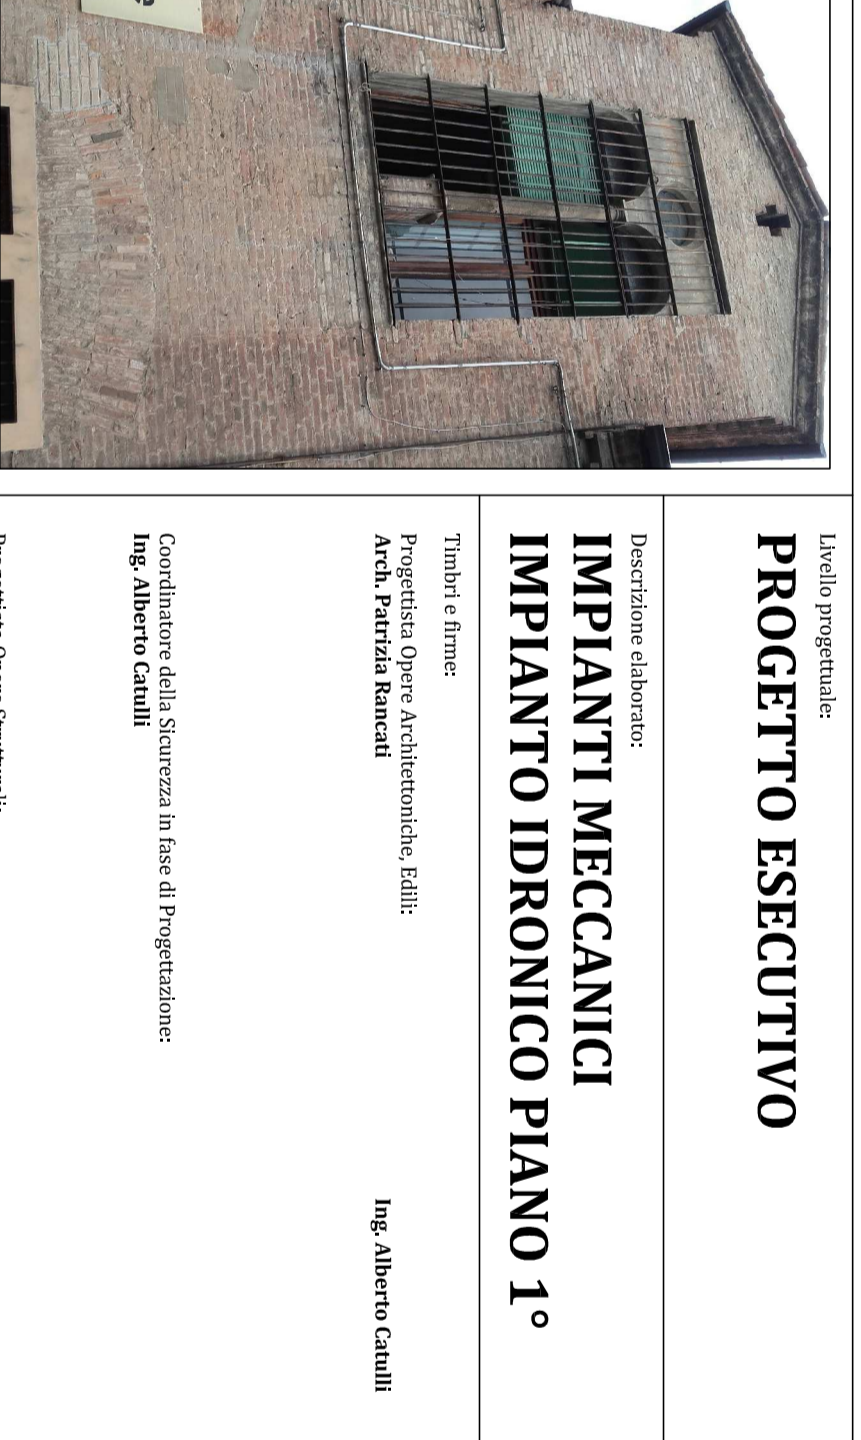 Livello progettuale:
PROGETTO ESECUTIVO
Descrizione elaborato:
IMPIANTI MECCANICI
IMPIANTO IDRONICO PIANO 1°
Timbri e firme:
Progettista Opere Architettoniche, Edili:
Arch. Patrizia Rancati
Ing. Alberto Catulli
Coordinatore della Sicurezza in fase di Progettazione:
Ing. Alberto Catulli